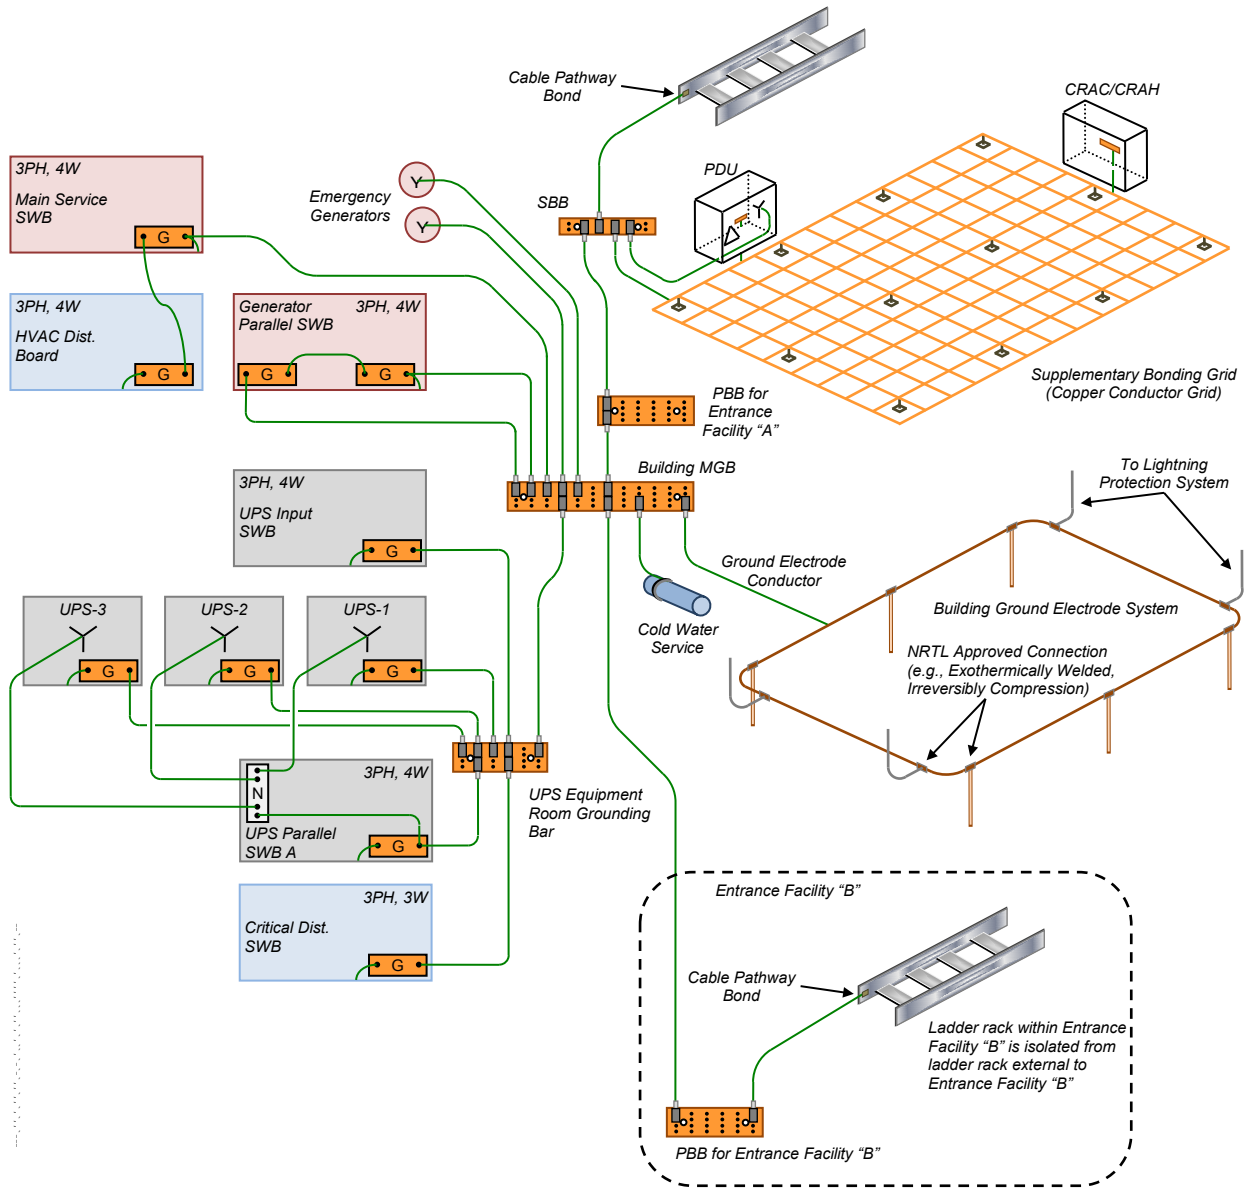 Cable Pathway
Bond
CRAC/CRAH
PDU
SBB
Emergency
Generators
3PH, 4W
Main Service
SWB
G
3PH, 4W
HVAC Dist.
Board
G
Generator
Parallel SWB
3PH, 4W
G
G
Y
Y
Y
Supplementary Bonding Grid
(Copper Conductor Grid)
PBB for
Entrance
Facility “A”
Building MGB
3PH, 4W
UPS Input
SWB
G
To Lightning
Protection System
Ground Electrode
Conductor
Building Ground Electrode System
Cold Water
Service
NRTL Approved Connection
(e.g., Exothermically Welded,
Irreversibly Compression)
UPS-3
G
UPS-2
G
UPS-1
G
3PH, 4W
N
UPS Parallel
SWB A
G
UPS Equipment
Room Grounding
Bar
3PH, 3W
Critical Dist.
SWB
G
Entrance Facility “B”
Cable Pathway
Bond
Ladder rack within Entrance
Facility “B” is isolated from
ladder rack external to
Entrance Facility “B”
PBB for Entrance Facility “B”